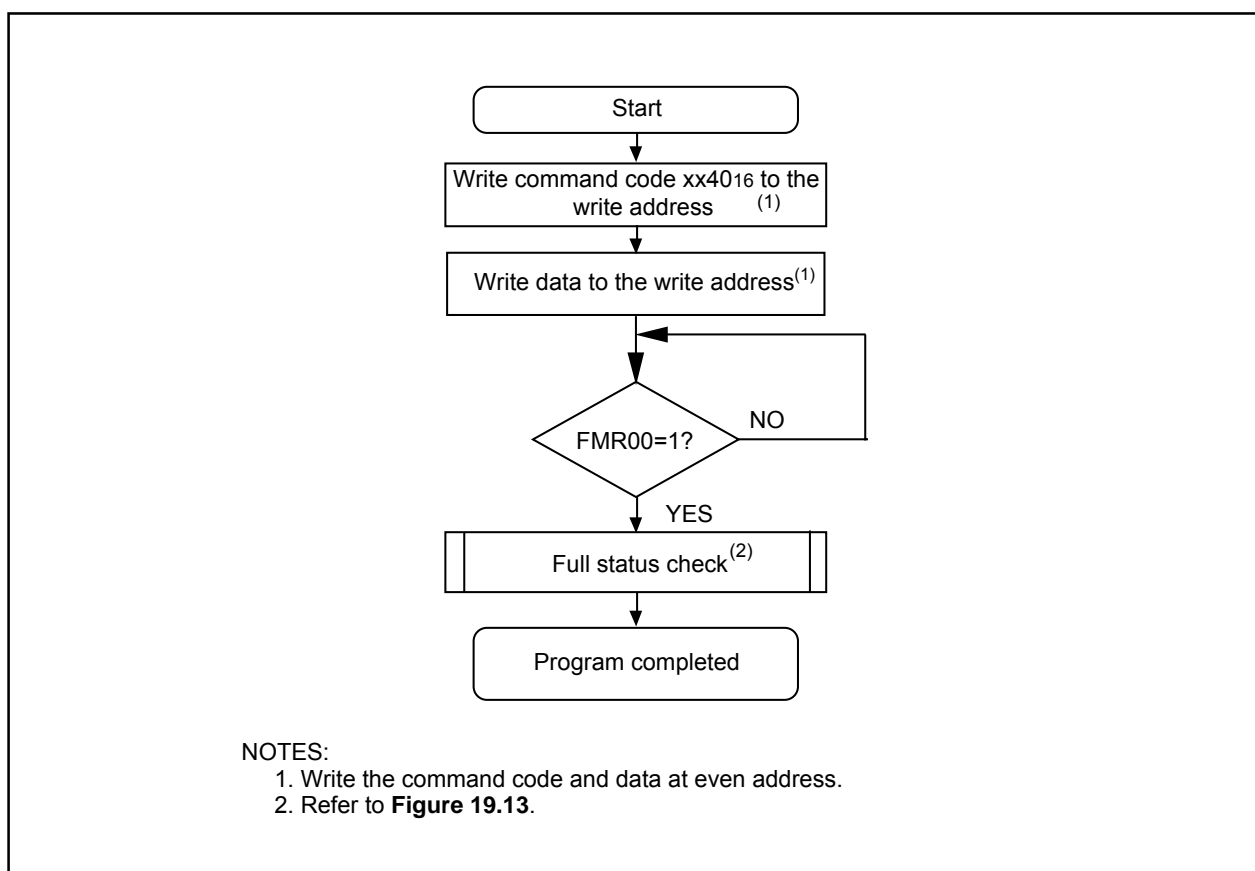 Start
Write command code xx4016 to the
write address (1)
Write data to the write address(1)
FMR00=1?
NO
YES
Full status check(2)
Program completed
NOTES:
1. Write the command code and data at even address.
2. Refer to Figure 19.13.